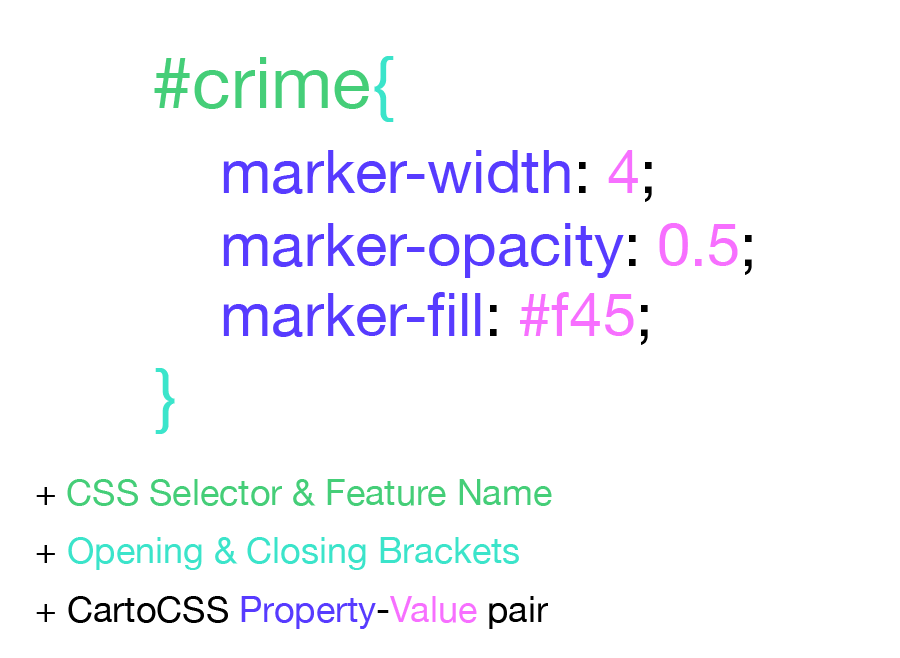 #crime{
marker-width: 4;
marker-opacity: 0.5;
marker-fill: #f45;
}
+ CSS Selector & Feature Name
+ Opening & Closing Brackets
+ CartoCSS Property-Value pair